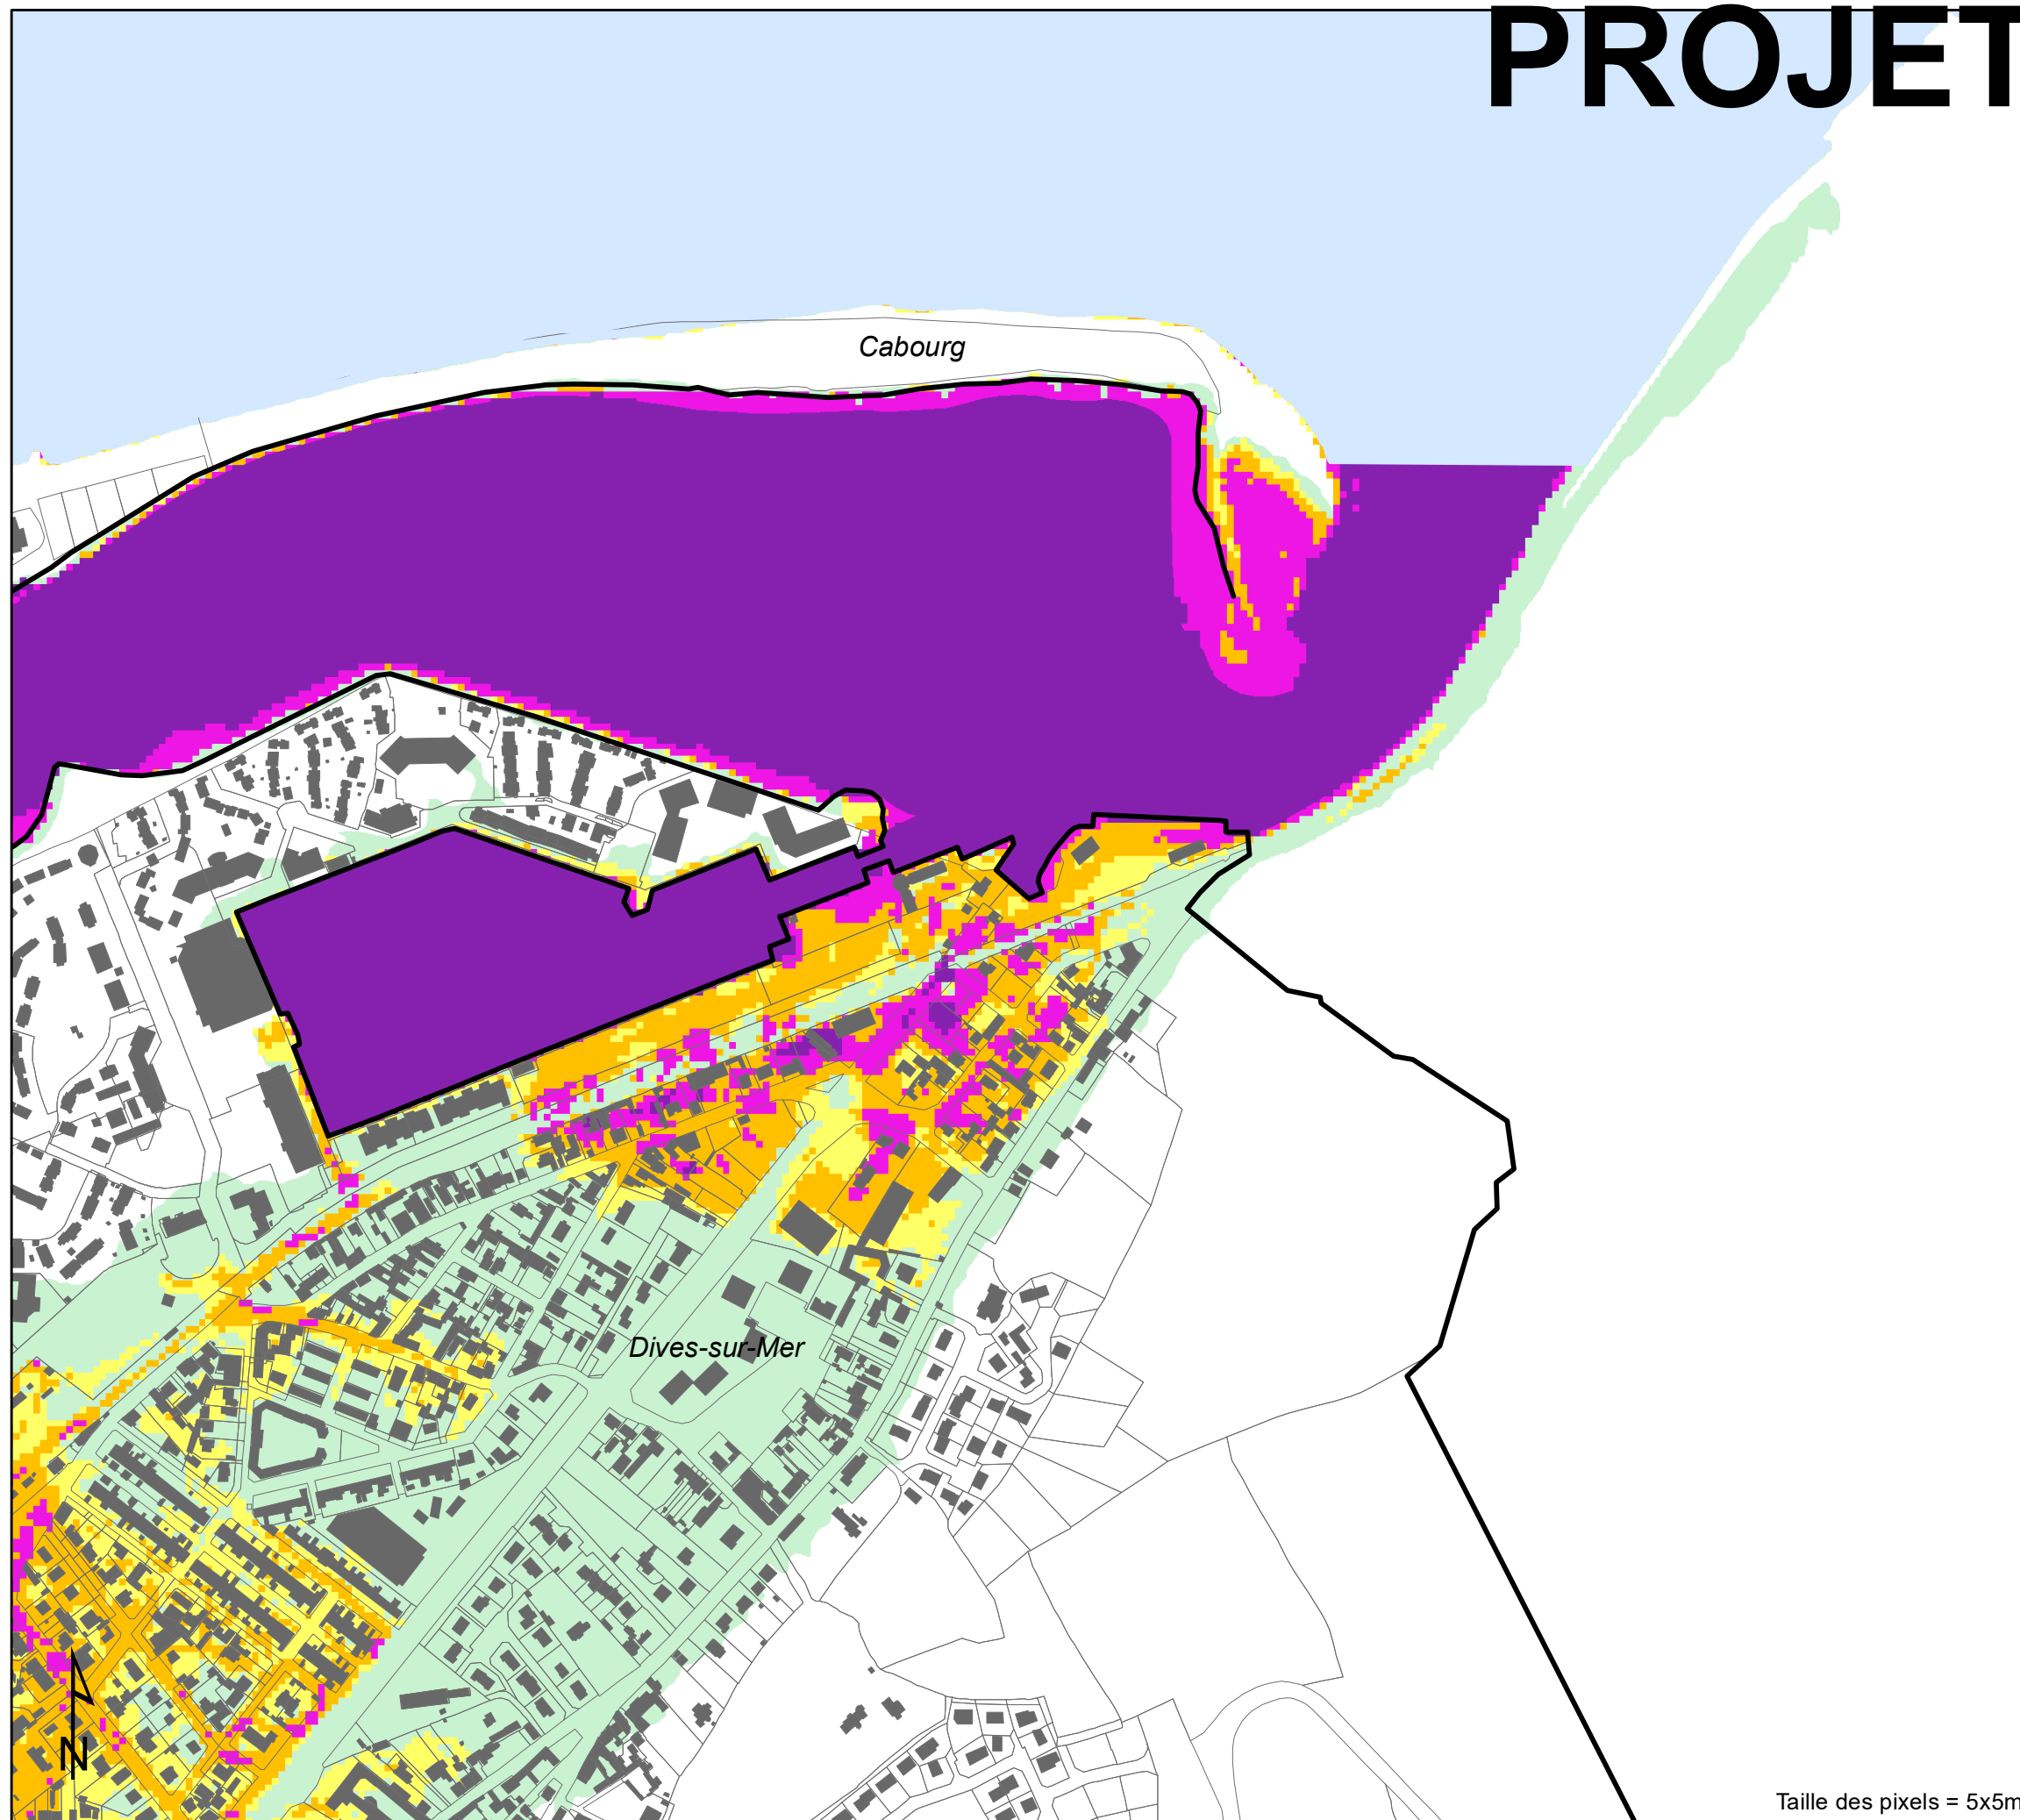 PROJET
Cabourg
Dives-sur-Mer
N
Taille des pixels = 5x5m